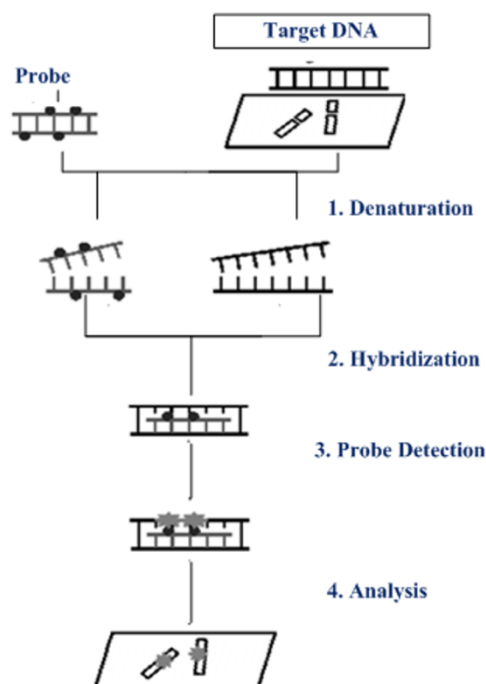 Target DNA
Probe
1. Denaturation
2. Hybridization
3. Probe Detection
4. Analysis